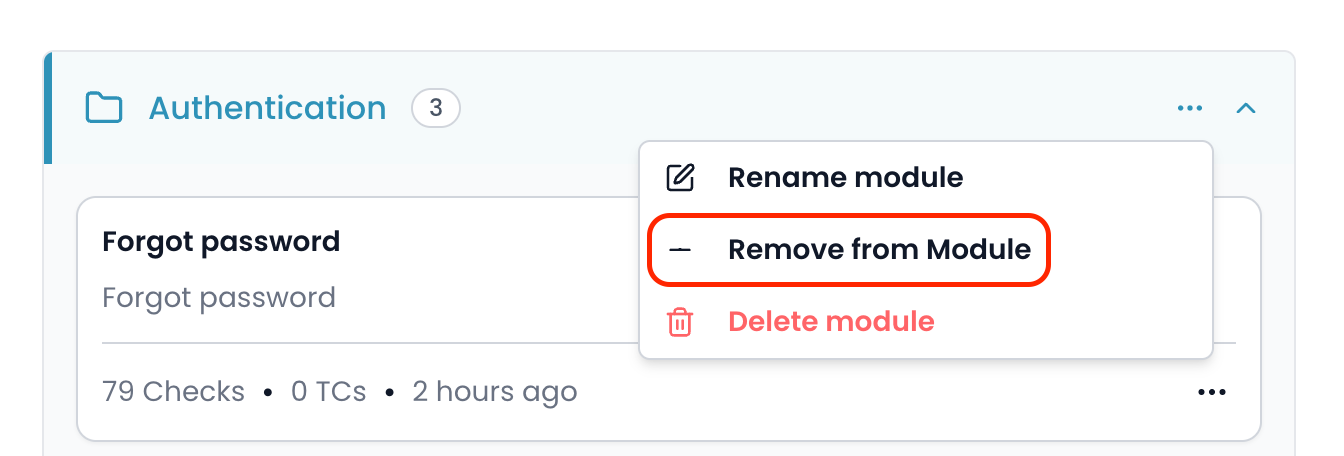 Authentication 3
Rename module
Remove from Module
Delete module
Forgot password
Forgot password
79 Checks • 0 TCs • 2 hours ago